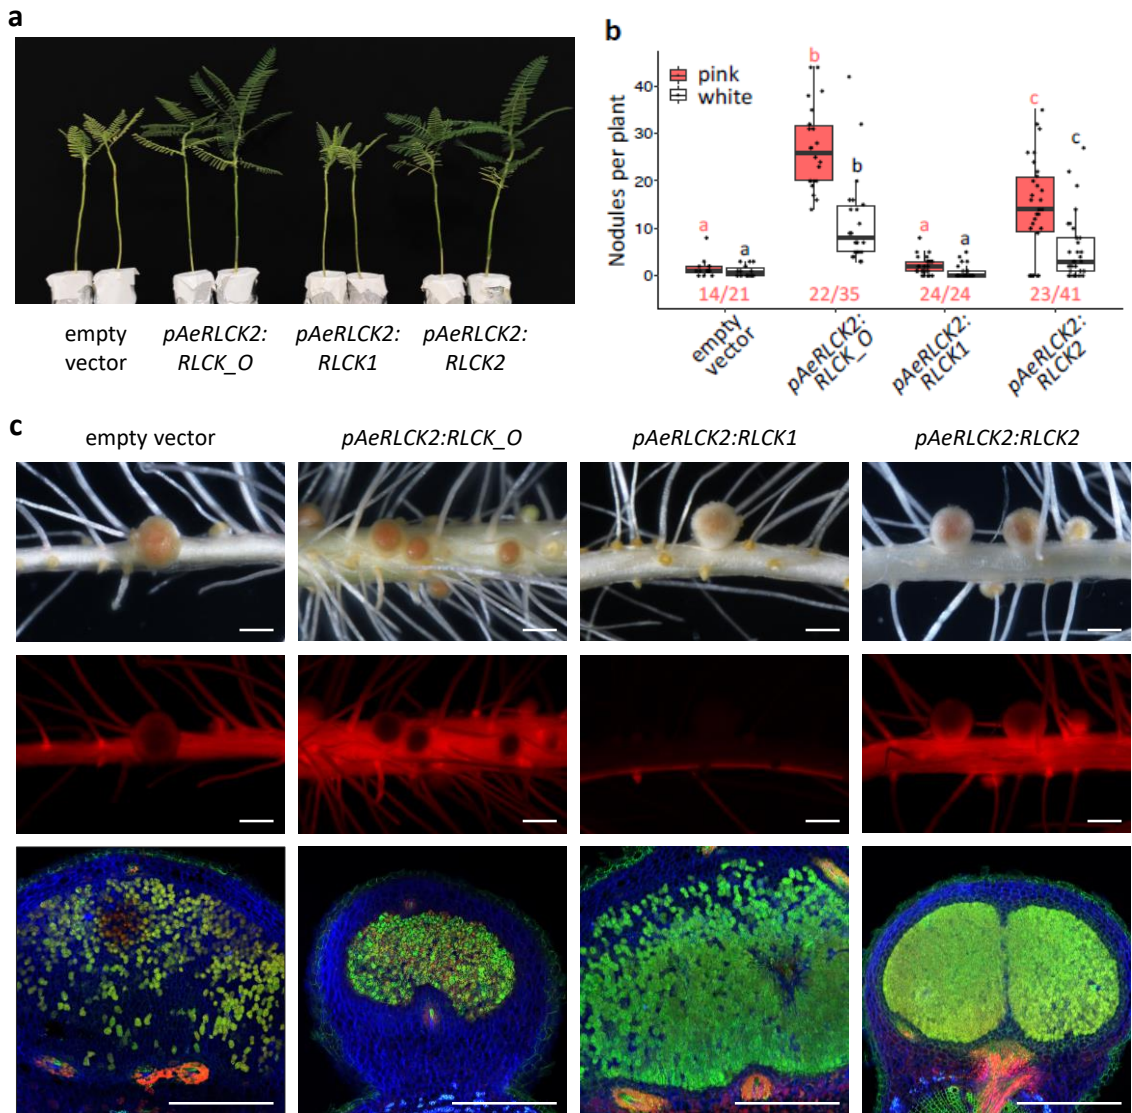 a
empty
vector
pAeRLCK2:
RLCK_O
pAeRLCK2:
RLCK1
pAeRLCK2:
RLCK2
b
Nodules per plant
40
30
20
10
0
pink
white
a
a
b
b
a
a
c
c
14/21
22/35
24/24
23/41
empty
vector
pAeRLCK2:
RLCK_O
pAeRLCK2:
RLCK1
pAeRLCK2:
RLCK2
c
empty vector
pAeRLCK2:RLCK_O
pAeRLCK2:RLCK1
pAeRLCK2:RLCK2